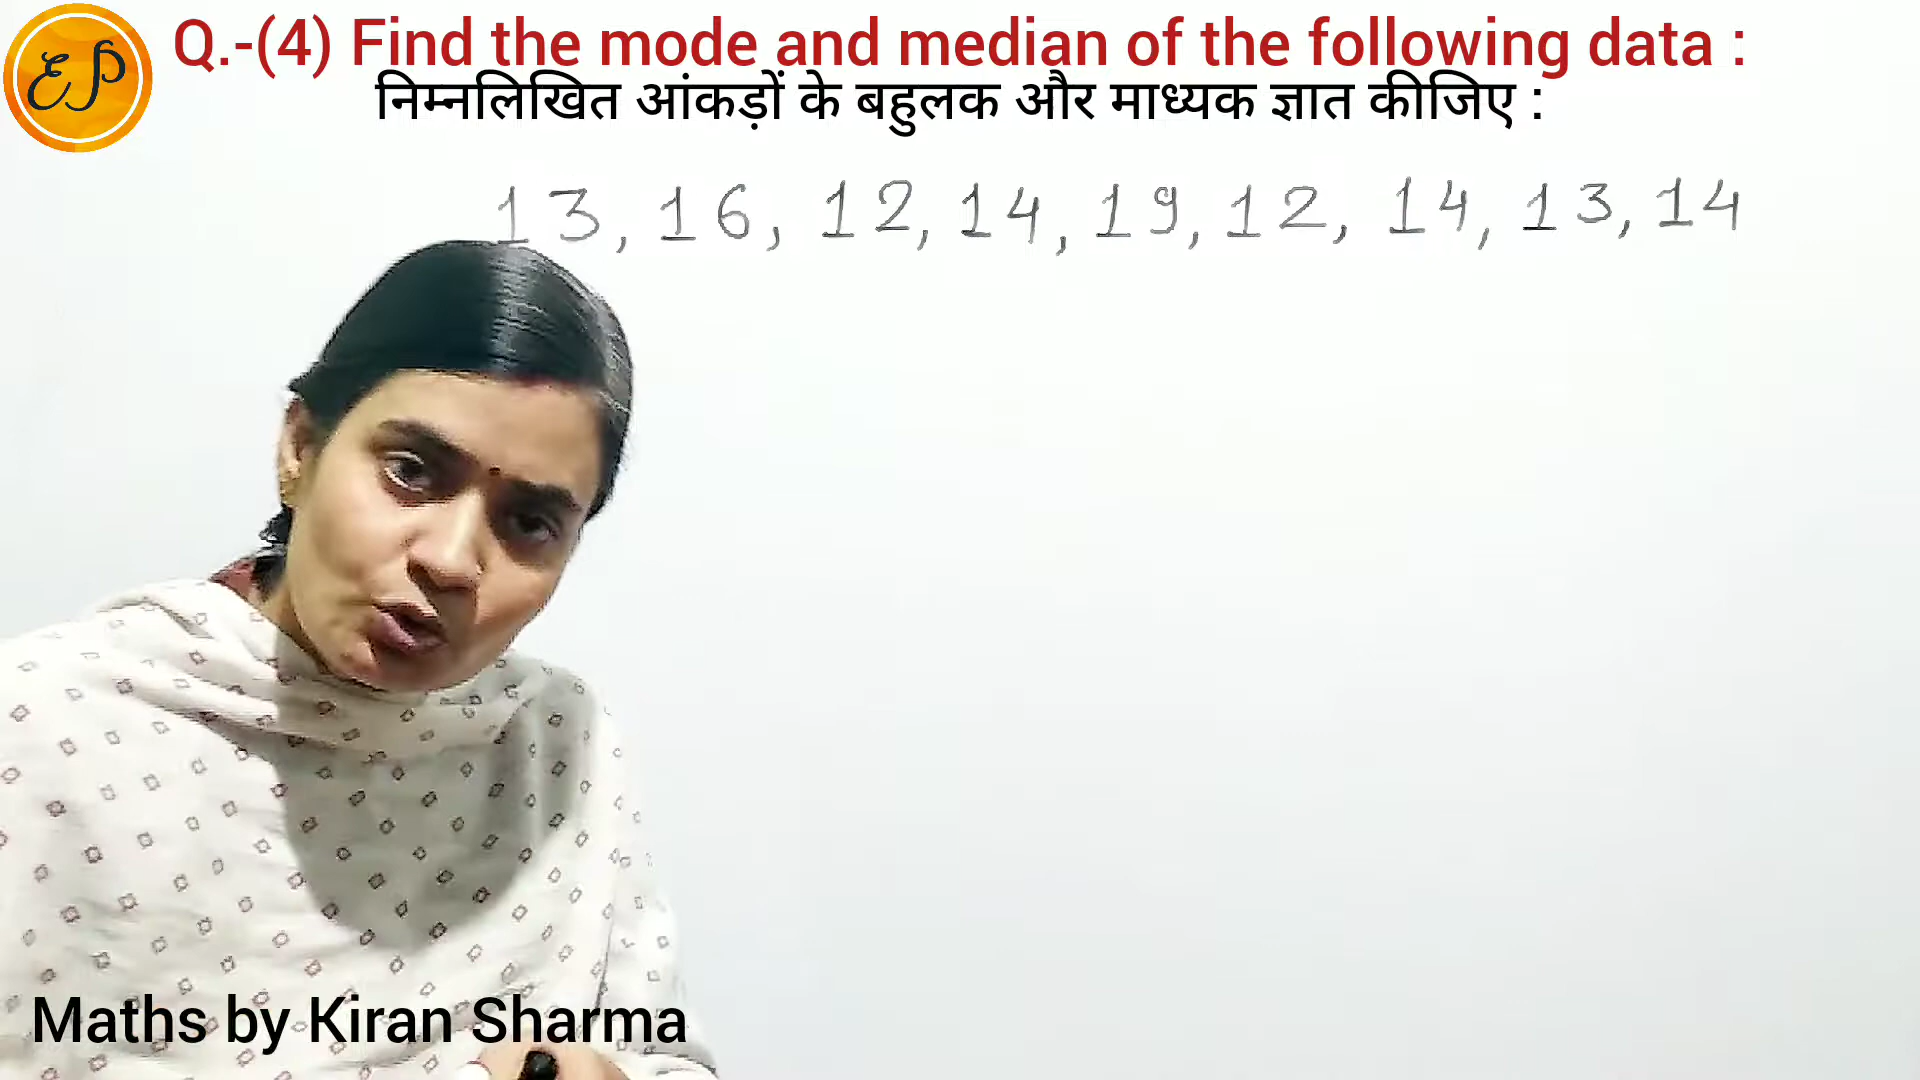 EP
Q.-(4) Find the mode and median of the following data :
निम्नलिखित आंकड़ों के बहुलक और माध्यक ज्ञात कीजिए :
13, 16, 12, 14, 19, 12, 14, 13, 14
Maths by Kiran Sharma